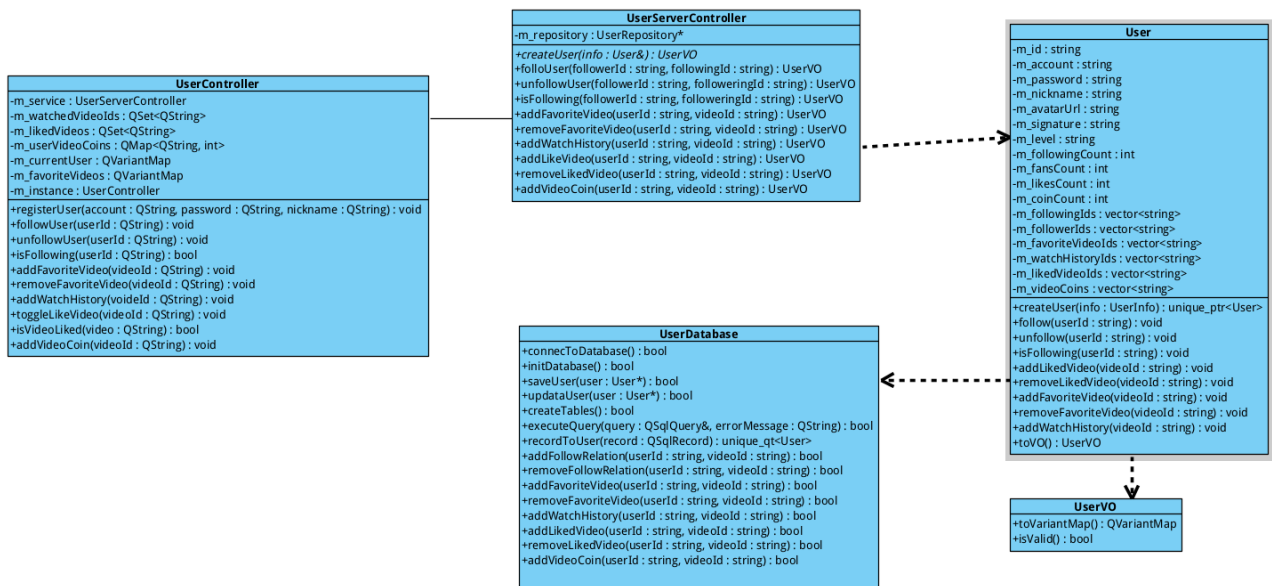 UserController
-m_service : UserServerController
-m_watchedVideoIds : QSet<QString>
-m_likedVideos : QSet<QString>
-m_userVideoCoins : QMap<QString, int>
-m_currentUser : QVariantMap
-m_favoriteVideos : QVariantMap
-m_instance : UserController
+registerUser(account : QString, password : QString, nickname : QString) : void
+followUser(userId : QString) : void
+unfollowUser(userId : QString) : void
+isFollowing(userId : QString) : bool
+addFavoriteVideo(videoId : QString) : void
+removeFavoriteVideo(videoId : QString) : void
+addWatchHistory(voideId : QString) : void
+toggleLikeVideo(videoId : QString) : void
+isVideoLiked(video : QString) : bool
+addVideoCoin(videoId : QString) : void
UserServerController
-m_repository : UserRepository*
+createUser(info : User&) : UserVO
+folloUser(followerId : string, followingId : string) : UserVO
+unfollowUser(followerId : string, followeringId : string) : UserVO
+isFollowing(followerId : string, followeringId : string) : UserVO
+addFavoriteVideo(userId : string, videoId : string) : UserVO
+removeFavoriteVideo(userId : string, videoId : string) : UserVO
+addWatchHistory(userId : string, videoId : string) : UserVO
+addLikeVideo(userId : string, videoId : string) : UserVO
+removeLikedVideo(userId : string, videoId : string) : UserVO
+addVideoCoin(userId : string, videoId : string) : UserVO
User
-m_id : string
-m_account : string
-m_password : string
-m_nickname : string
-m_avatarUrl : string
-m_signature : string
-m_level : string
-m_followingCount : int
-m_fansCount : int
-m_likesCount : int
-m_coinCount : int
-m_followingIds : vector<string>
-m_followerIds : vector<string>
-m_favoriteVideoIds : vector<string>
-m_watchHistoryIds : vector<string>
-m_likedVideoIds : vector<string>
-m_videoCoins : vector<string>
+createUser(info : UserInfo) : unique_ptr<User>
+follow(userId : string) : void
+unfollow(userId : string) : void
+isFollowing(userId : string) : void
+addLikedVideo(videoId : string) : void
+removeLikedVideo(videoId : string) : void
+addFavoriteVideo(videoId : string) : void
+removeFavoriteVideo(videoId : string) : void
+addWatchHistory(videoId : string) : void
+toVO() : UserVO
UserDatabase
+connecToDatabase() : bool
+initDatabase() : bool
+saveUser(user : User*) : bool
+updataUser(user : User*) : bool
+createTables() : bool
+executeQuery(query : QSqlQuery&, errorMessage : QString) : bool
+recordToUser(record : QSqlRecord) : unique_qt<User>
+addFollowRelation(userId : string, videoId : string) : bool
+removeFollowRelation(userId : string, videoId : string) : bool
+addFavoriteVideo(userId : string, videoId : string) : bool
+removeFavoriteVideo(userId : string, videoId : string) : bool
+addWatchHistory(userId : string, videoId : string) : bool
+addLikedVideo(userId : string, videoId : string) : bool
+removeLikedVideo(userId : string, videoId : string) : bool
+addVideoCoin(userId : string, videoId : string) : bool
UserVO
+toVariantMap() : QVariantMap
+isValid() : bool